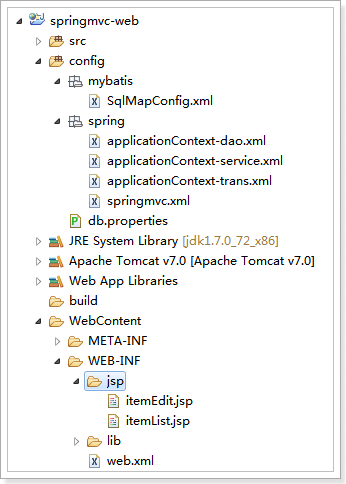 springmvc-web
src
config
mybatis
SqlMapConfig.xml
spring
applicationContext-dao.xml
applicationContext-service.xml
applicationContext-trans.xml
springmvc.xml
db.properties
JRE System Library [jdk1.7.0_72_x86]
Apache Tomcat v7.0 [Apache Tomcat v7.0]
Web App Libraries
build
WebContent
META-INF
WEB-INF
jsp
itemEdit.jsp
itemList.jsp
lib
web.xml